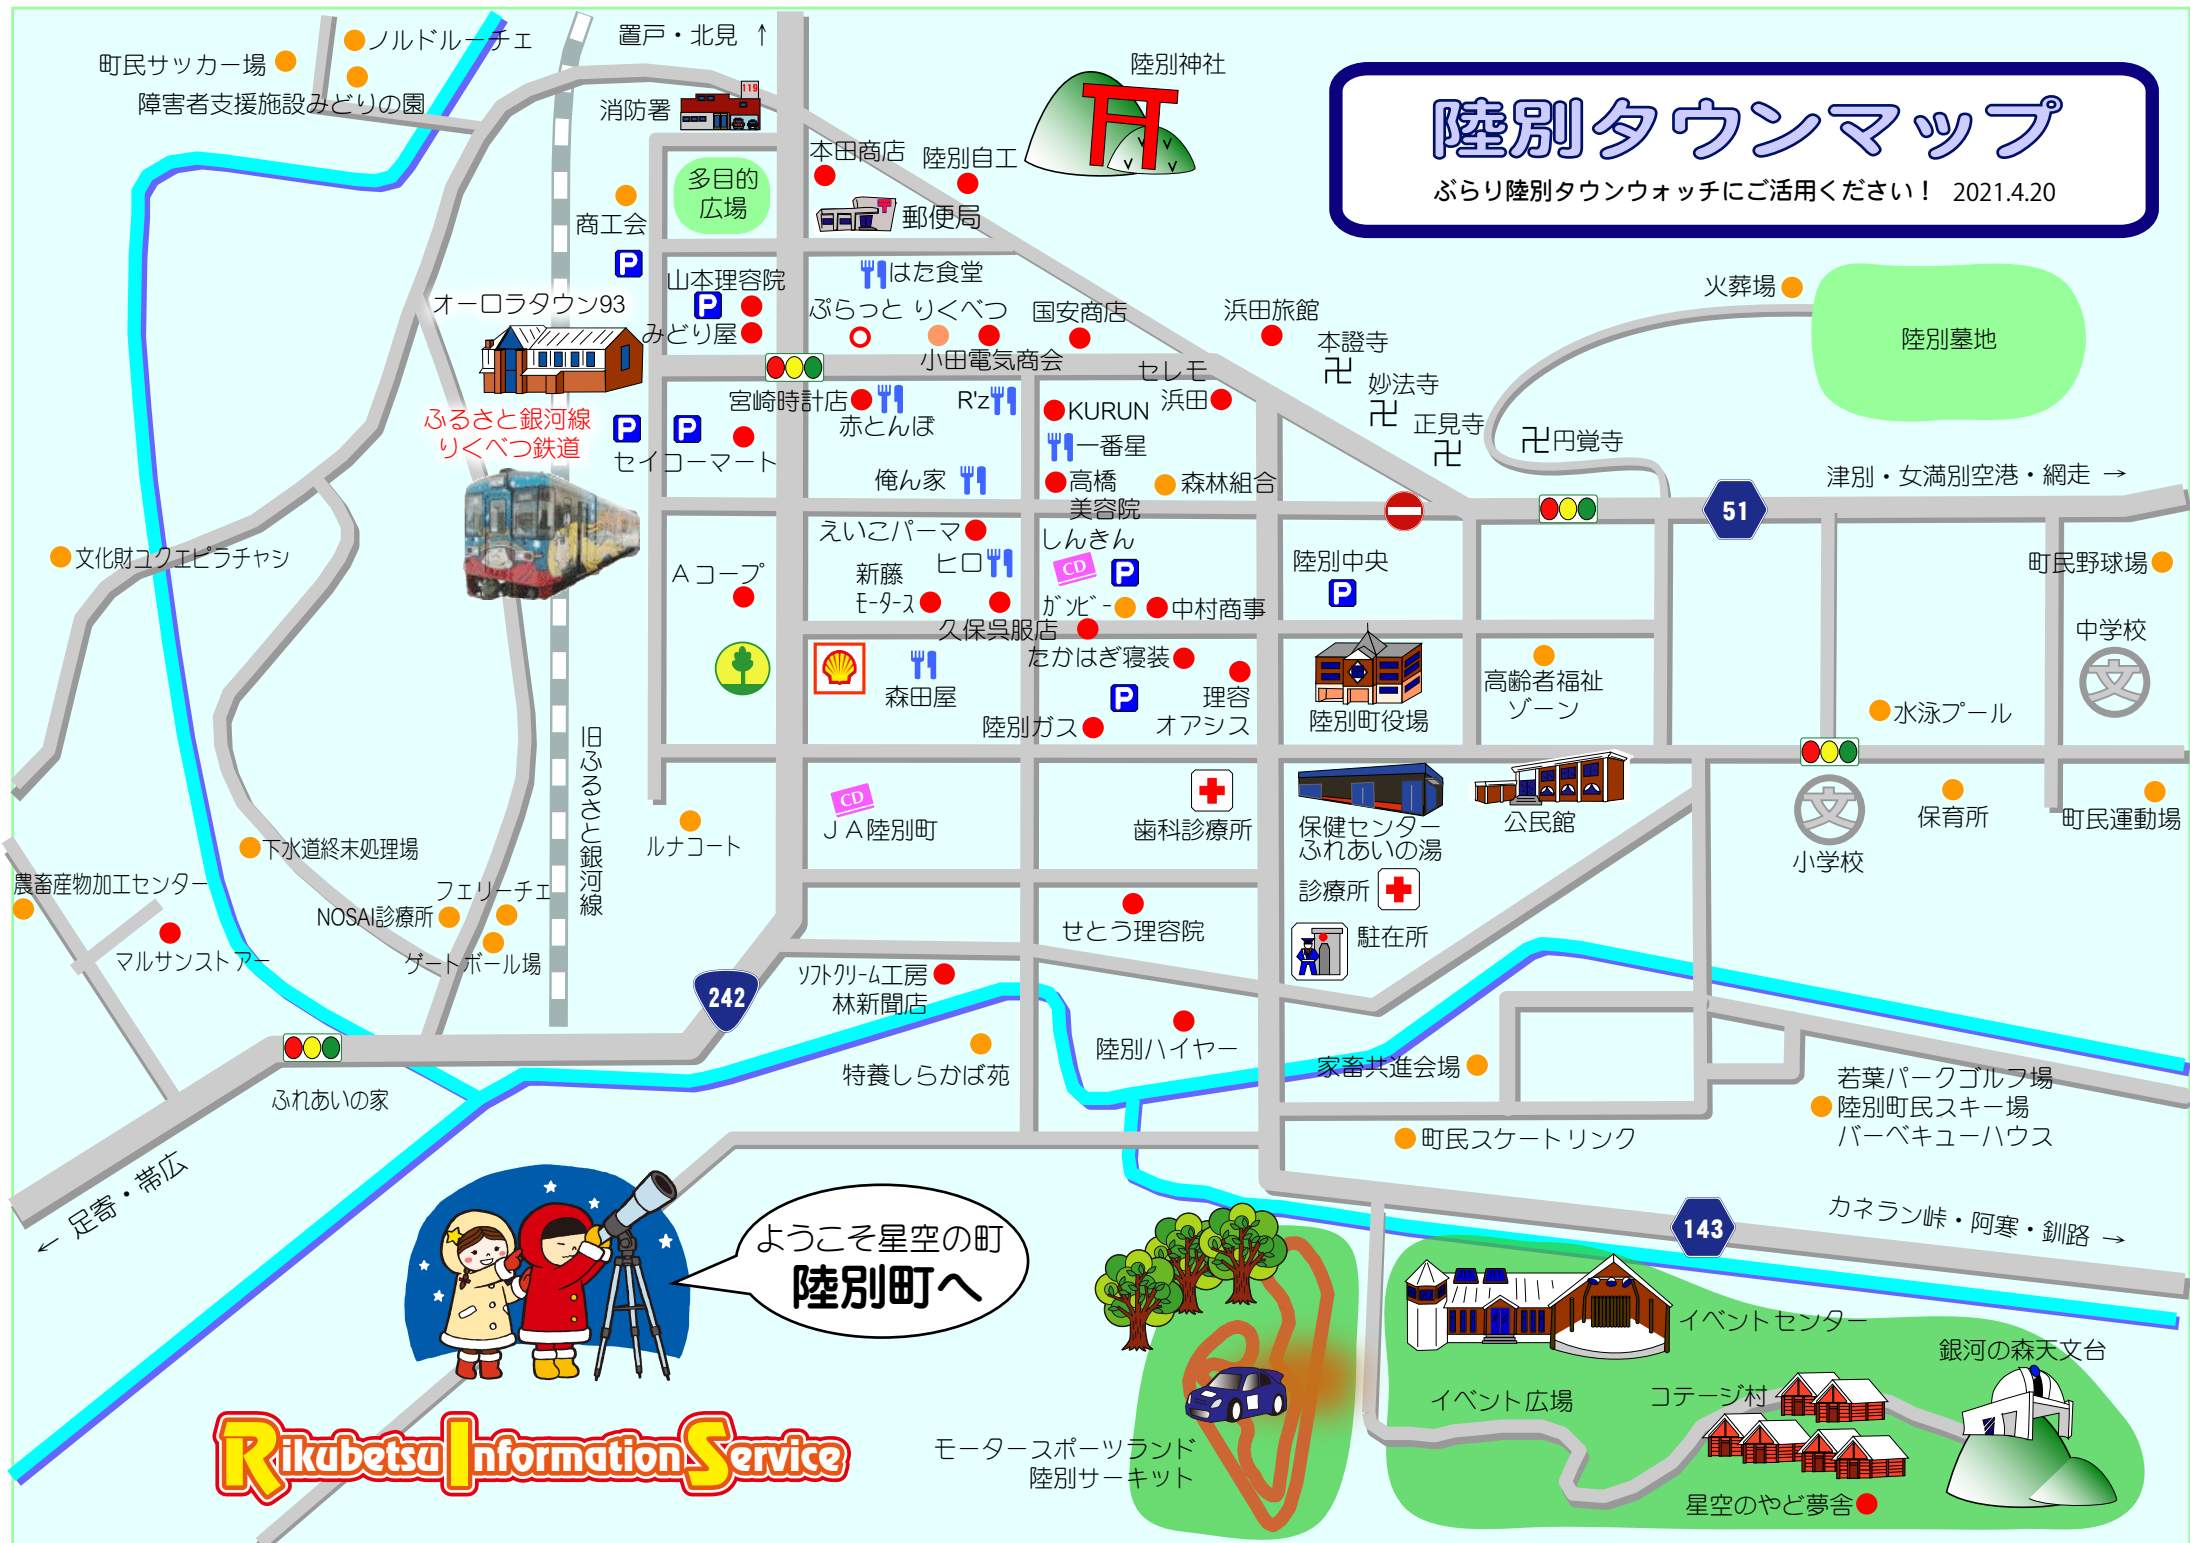 陸別タウンマップ
ぶらり陸別タウンウォッチにご活用ください! 2021.4.20
置戸・北見 ↑
ノルドルーチェ
町民サッカー場
障害者支援施設みどりの園
消防署
119
陸別神社
本田商店
陸別自工
多目的
広場
商工会
郵便局
P
山本理容院
P
みどり屋
はた食堂
ぷらっと りくべつ
国安商店
浜田旅館
小田電気商会
オーロラタウン93
ふるさと銀河線
りくべつ鉄道
火葬場
陸別墓地
本證寺
卍
妙法寺
卍
正見寺
卍
卍円覚寺
セレモ
浜田
宮崎時計店
赤とんぼ
R'z
KURUN
一番星
P
P
セイコーマート
俺ん家
高橋
美容院
森林組合
津別・女満別空港・網走 →
51
えいこパーマ
しんきん
CD
P
ヒロ
新藤
モータース
Aコープ
文化財ユクエピラチャシ
陸別中央
P
町民野球場
ガンビー
中村商事
久保呉服店
たかはぎ寝装
中学校
文
森田屋
P
理容
オアシス
陸別ガス
陸別町役場
高齢者福祉
ゾーン
水泳プール
旧ふるさと銀河線
CD
JA陸別町
歯科診療所
保健センター
ふれあいの湯
公民館
文
小学校
保育所
町民運動場
ルナコート
下水道終末処理場
農畜産物加工センター
フェリーチェ
NOSAI診療所
ゲートボール場
マルサンストアー
診療所
駐在所
せとう理容院
ソフトクリーム工房
林新聞店
242
陸別ハイヤー
特養しらかば苑
ふれあいの家
家畜共進会場
若葉パークゴルフ場
陸別町民スキー場
バーベキューハウス
町民スケートリンク
← 足寄・帯広
カネラン峠・阿寒・釧路 →
143
ようこそ星空の町
陸別町へ
イベントセンター
銀河の森天文台
イベント広場
コテージ村
モータースポーツランド
陸別サーキット
星空のやど夢舎
Rikubetsu Information Service